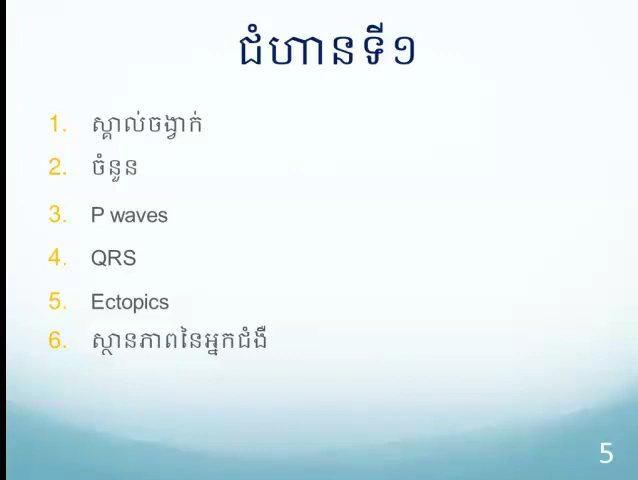 ជំហានទី១
1. ស្គាល់ចង្វាក់
2. ចំនួន
3. P waves
4. QRS
5. Ectopics
6. ស្ថានភាពនៃអ្នកជំងឺ
5